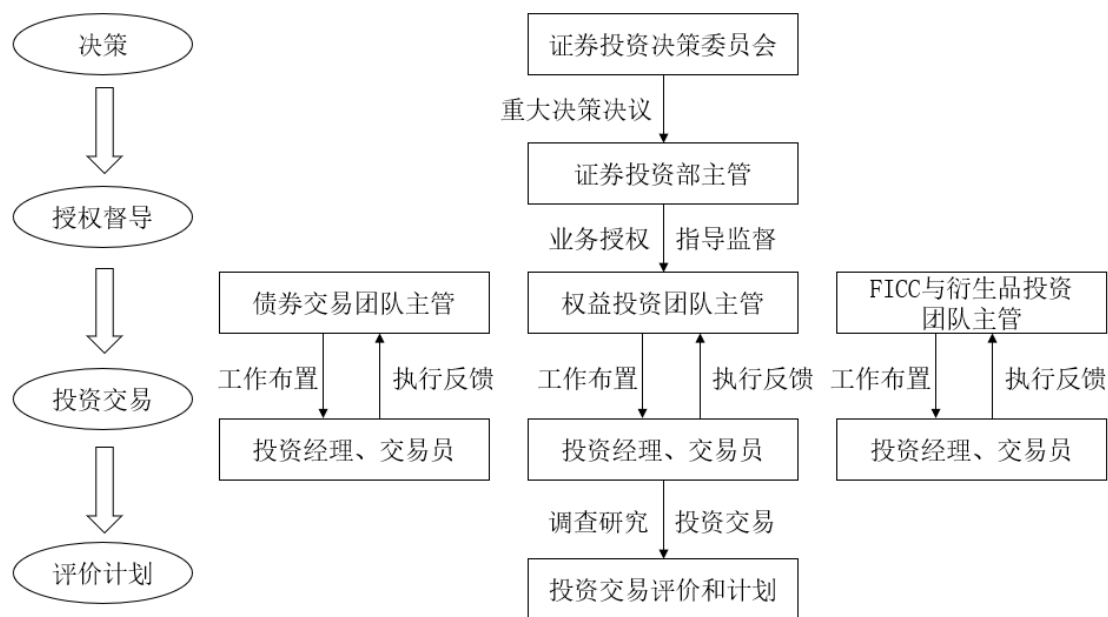 决策
证券投资决策委员会
重大决策决议
证券投资部主管
授权督导
业务授权 指导监督
债券交易团队主管
权益投资团队主管
FICC与衍生品投资
团队主管
工作布置 执行反馈
工作布置 执行反馈
工作布置 执行反馈
投资交易
投资经理、交易员
投资经理、交易员
投资经理、交易员
调查研究 投资交易
评价计划
投资交易评价和计划